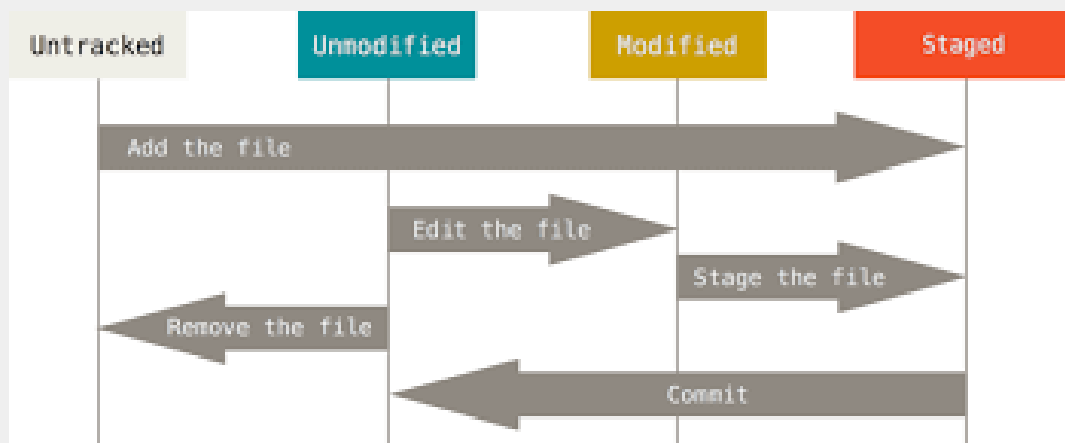 Untracked
Unmodified
Modified
Staged
Add the file
Edit the file
Stage the file
Remove the file
Commit